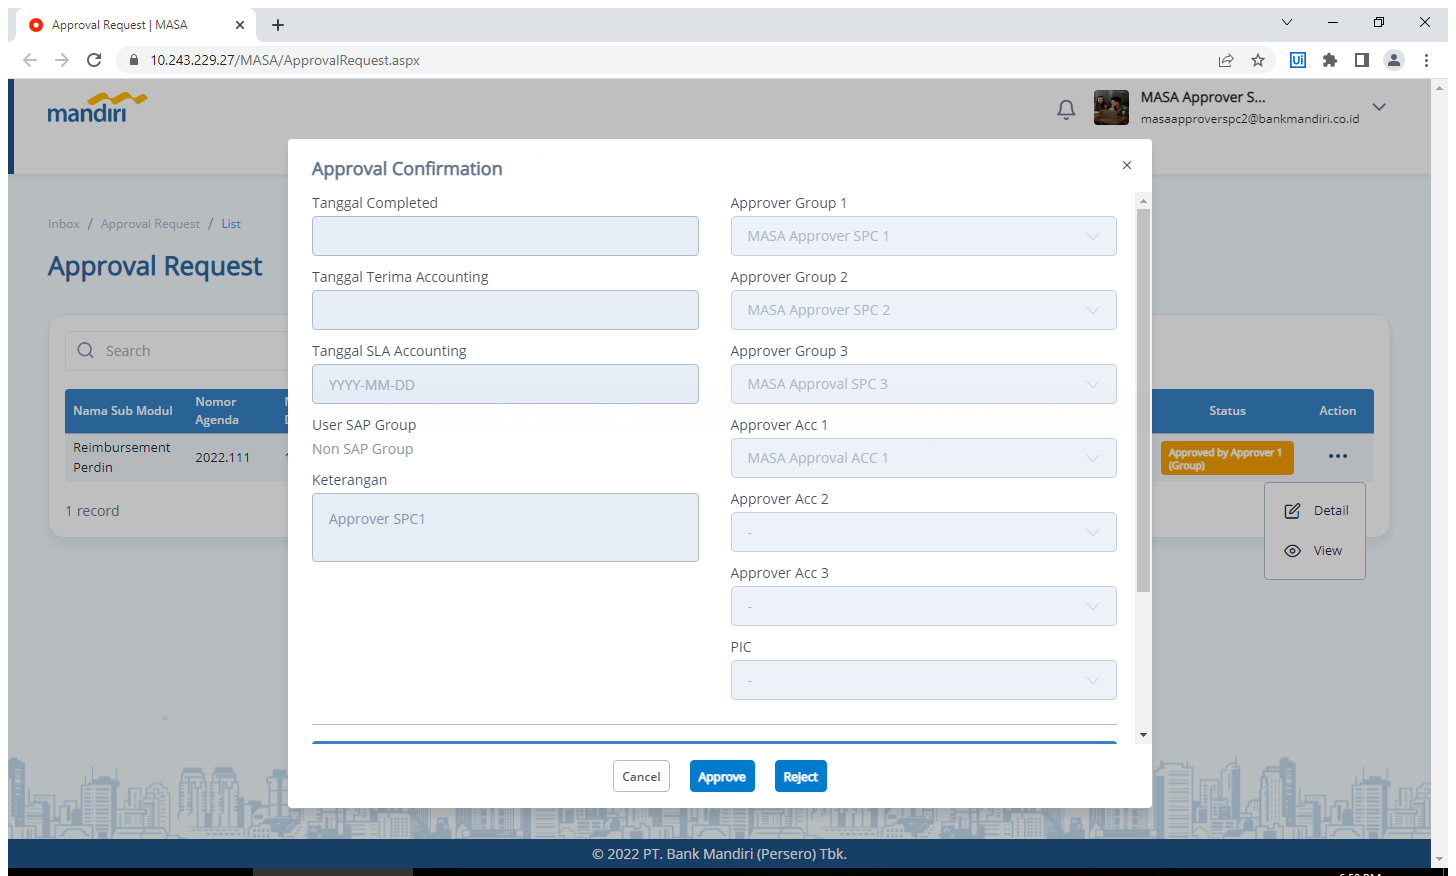 Approval Request | MASA
10.243.229.27/MASA/ApprovalRequest.aspx
Ui
mandiri
MASA Approver S...
masaapproverspc2@bankmandiri.co.id
Inbox / Approval Request / List
Approval Request
Search
Nama Sub Modul
Nomor
Agenda
Status
Action
Reimbursement
Perdin
2022.111
Approved by Approver 1
(Group)
1 record
Detail
View
Approval Confirmation
Tanggal Completed
Tanggal Terima Accounting
Tanggal SLA Accounting
YYYY-MM-DD
User SAP Group
Non SAP Group
Keterangan
Approver SPC1
Approver Group 1
MASA Approver SPC 1
Approver Group 2
MASA Approver SPC 2
Approver Group 3
MASA Approval SPC 3
Approver Acc 1
MASA Approval ACC 1
Approver Acc 2
-
Approver Acc 3
-
PIC
-
Cancel
Approve
Reject
© 2022 PT. Bank Mandiri (Persero) Tbk.